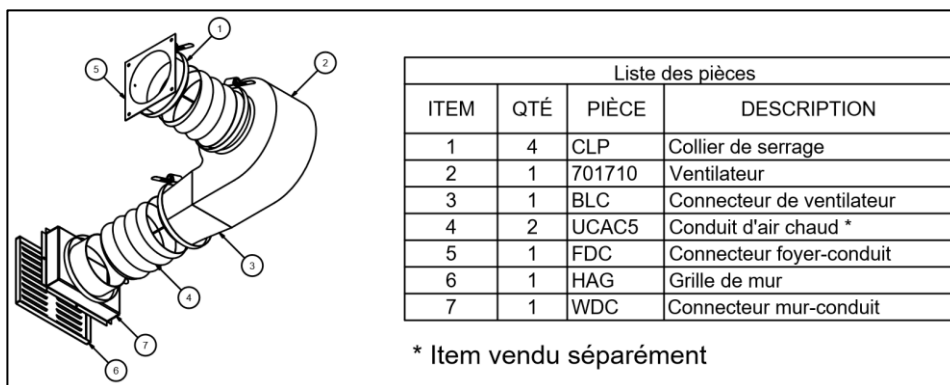 1
2
5
3
4
7
6
Liste des pièces
ITEM QTÉ PIÈCE DESCRIPTION
1 4 CLP Collier de serrage
2 1 701710 Ventilateur
3 1 BLC Connecteur de ventilateur
4 2 UCAC5 Conduit d'air chaud *
5 1 FDC Connecteur foyer-conduit
6 1 HAG Grille de mur
7 1 WDC Connecteur mur-conduit
* Item vendu séparément